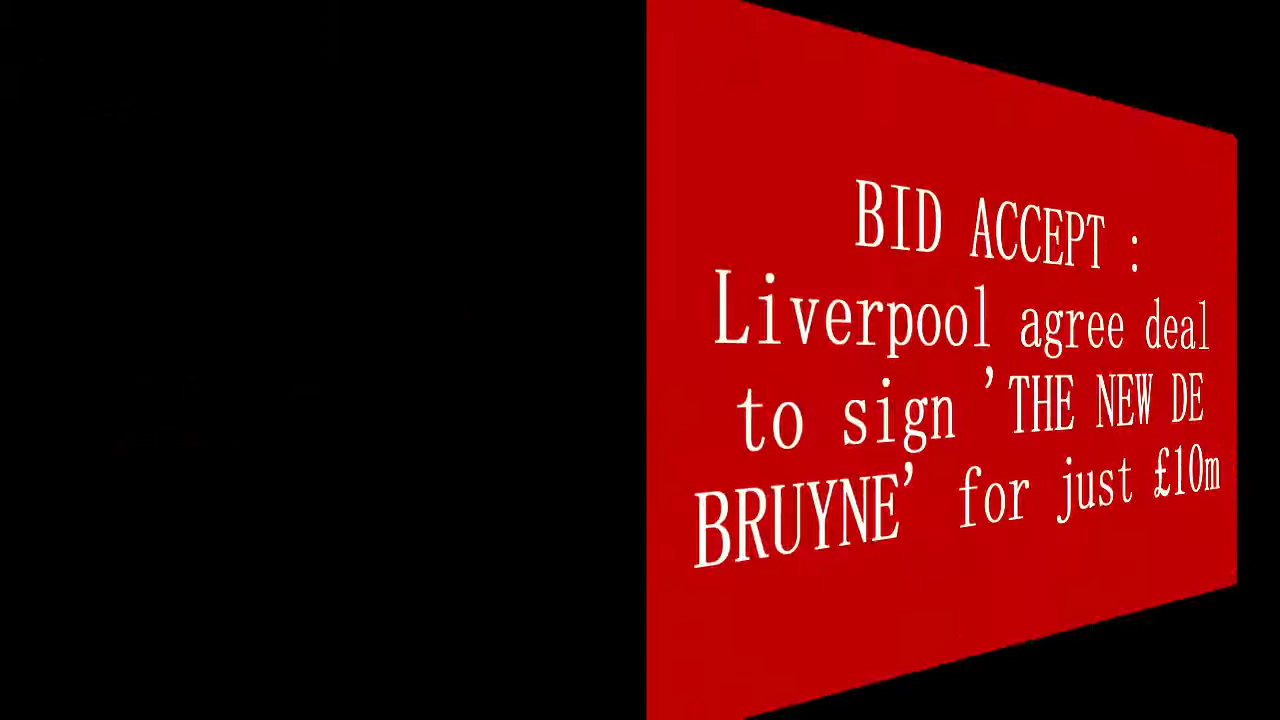 BID ACCEPT :
Liverpool agree deal
to sign ’THE NEW DE
BRUYNE’ for just £10m